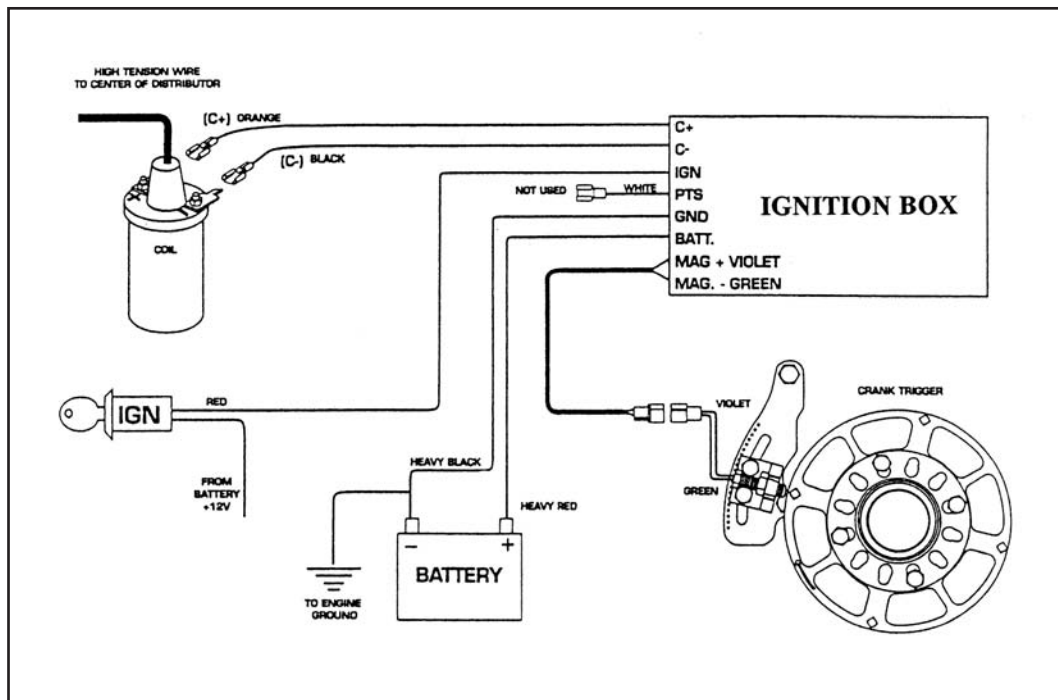 HIGH TENSION WIRE
TO CENTER OF DISTRIBUTOR
(C+) ORANGE
(C-) BLACK
+
-
COIL
C+
C-
IGN
PTS
GND
BATT.
MAG + VIOLET
MAG. - GREEN
IGNITION BOX
NOT USED
WHITE
IGN
RED
FROM
BATTERY
+12V
HEAVY BLACK
HEAVY RED
- +
BATTERY
TO ENGINE
GROUND
VIOLET
GREEN
CRANK TRIGGER